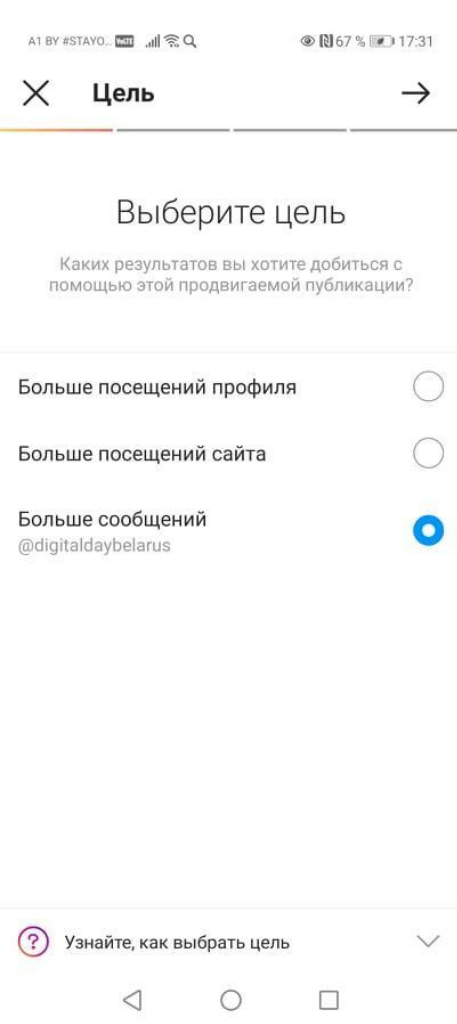 A1 BY #STAYO... VoLTE 67 % 17:31
Цель
Выберите цель
Каких результатов вы хотите добиться с
помощью этой продвигаемой публикации?
Больше посещений профиля
Больше посещений сайта
Больше сообщений
@digitaldaybelarus
? Узнайте, как выбрать цель